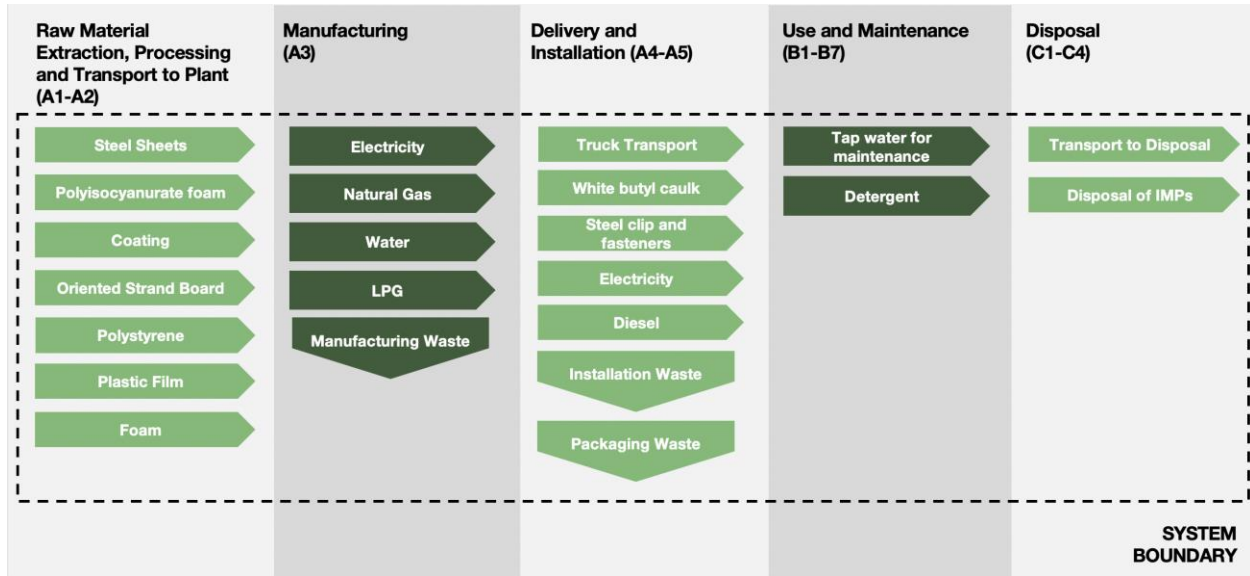 Raw Material
Extraction, Processing
and Transport to Plant
(A1-A2)
Steel Sheets
Polyisocyanurate foam
Coating
Oriented Strand Board
Polystyrene
Plastic Film
Foam
Manufacturing
(A3)
Electricity
Natural Gas
Water
LPG
Manufacturing Waste
Delivery and
Installation (A4-A5)
Truck Transport
White butyl caulk
Steel clip and
fasteners
Electricity
Diesel
Installation Waste
Packaging Waste
Use and Maintenance
(B1-B7)
Tap water for
maintenance
Detergent
Disposal
(C1-C4)
Transport to Disposal
Disposal of IMPs
SYSTEM
BOUNDARY